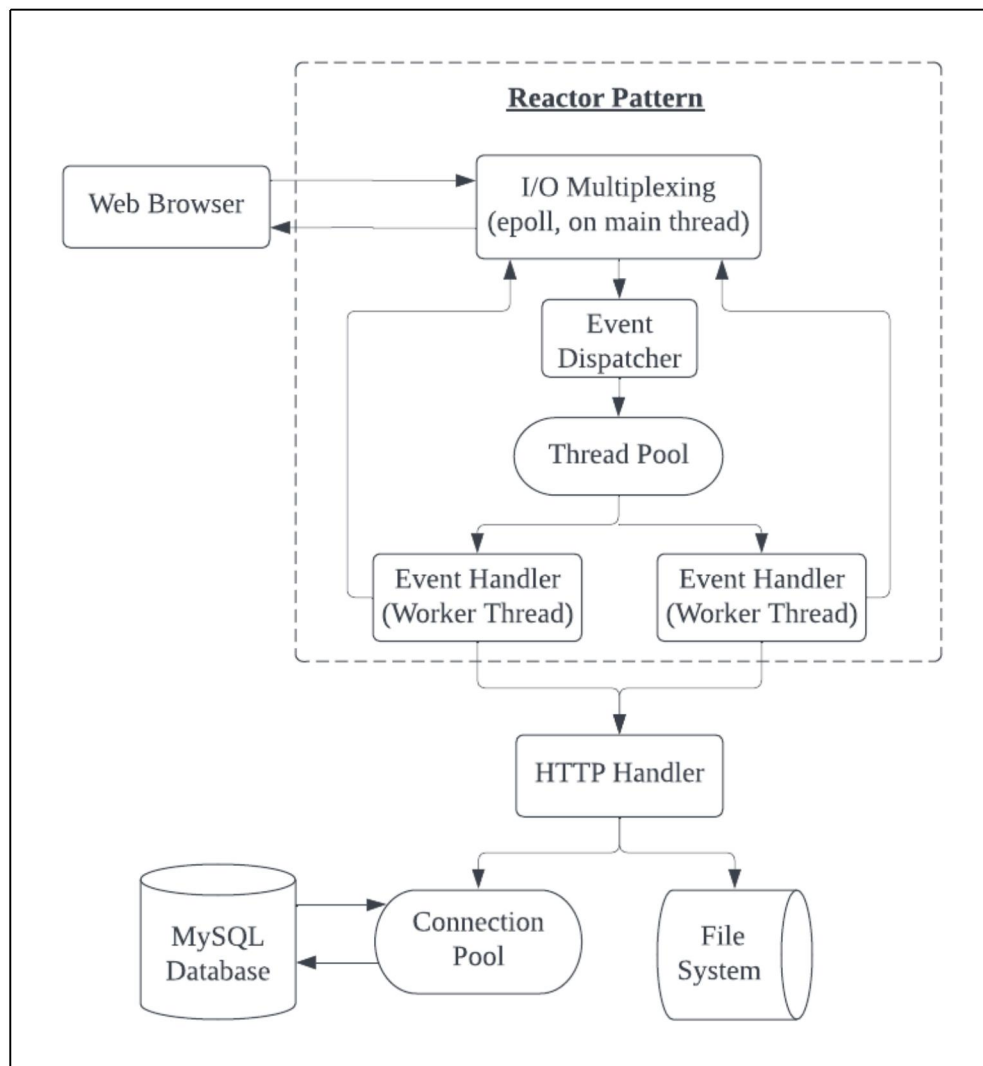 Reactor Pattern
Web Browser
I/O Multiplexing
(epoll, on main thread)
Event
Dispatcher
Thread Pool
Event Handler
(Worker Thread)
Event Handler
(Worker Thread)
HTTP Handler
MySQL
Database
Connection
Pool
File
System